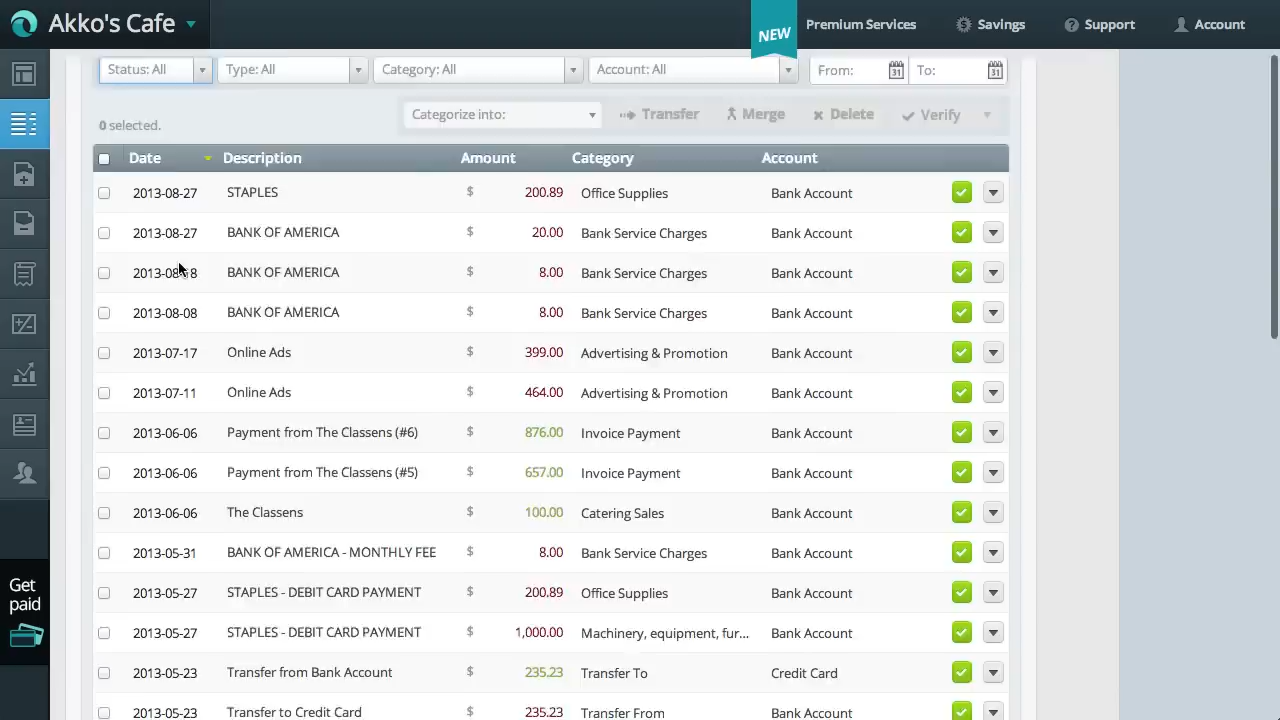 Akko's Cafe NEW Premium Services Savings Support Account
Status: All Type: All Category: All Account: All From: 31 To: 31
0 selected. Categorize into: Transfer Merge Delete Verify
Date Description Amount Category Account
2013-08-27 STAPLES $ 200.89 Office Supplies Bank Account
2013-08-27 BANK OF AMERICA $ 20.00 Bank Service Charges Bank Account
BANK OF AMERICA $ 8.00 Bank Service Charges Bank Account
2013-08-08 BANK OF AMERICA $ 8.00 Bank Service Charges Bank Account
2013-07-17 Online Ads $ 399.00 Advertising & Promotion Bank Account
2013-07-11 Online Ads $ 464.00 Advertising & Promotion Bank Account
2013-06-06 Payment from The Classens (#6) $ 876.00 Invoice Payment Bank Account
2013-06-06 Payment from The Classens (#5) $ 657.00 Invoice Payment Bank Account
2013-06-06 The Classens $ 100.00 Catering Sales Bank Account
2013-05-31 BANK OF AMERICA - MONTHLY FEE $ 8.00 Bank Service Charges Bank Account
2013-05-27 STAPLES - DEBIT CARD PAYMENT $ 200.89 Office Supplies Bank Account
2013-05-27 STAPLES - DEBIT CARD PAYMENT $ 1,000.00 Machinery, equipment, fur... Bank Account
2013-05-23 Transfer from Bank Account $ 235.23 Transfer To Credit Card
2013-05-23 Transfer to Credit Card $ 235.23 Transfer From Bank Account
Get
paid